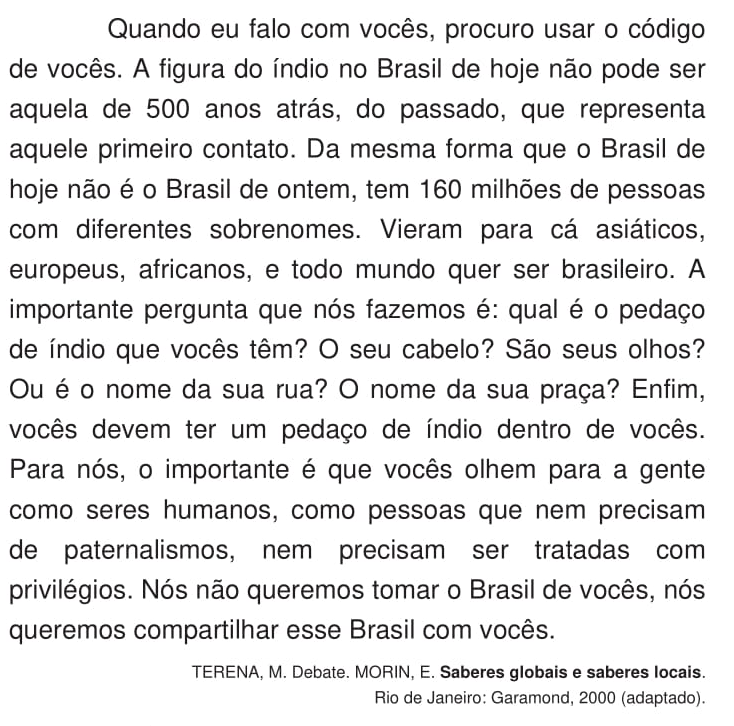 Quando eu falo com vocês, procuro usar o código
de vocês. A figura do índio no Brasil de hoje não pode ser
aquela de 500 anos atrás, do passado, que representa
aquele primeiro contato. Da mesma forma que o Brasil de
hoje não é o Brasil de ontem, tem 160 milhões de pessoas
com diferentes sobrenomes. Vieram para cá asiáticos,
europeus, africanos, e todo mundo quer ser brasileiro. A
importante pergunta que nós fazemos é: qual é o pedaço
de índio que vocês têm? O seu cabelo? São seus olhos?
Ou é o nome da sua rua? O nome da sua praça? Enfim,
vocês devem ter um pedaço de índio dentro de vocês.
Para nós, o importante é que vocês olhem para a gente
como seres humanos, como pessoas que nem precisam
de paternalismos, nem precisam ser tratadas com
privilégios. Nós não queremos tomar o Brasil de vocês, nós
queremos compartilhar esse Brasil com vocês.
TERENA, M. Debate. MORIN, E. Saberes globais e saberes locais.
Rio de Janeiro: Garamond, 2000 (adaptado).